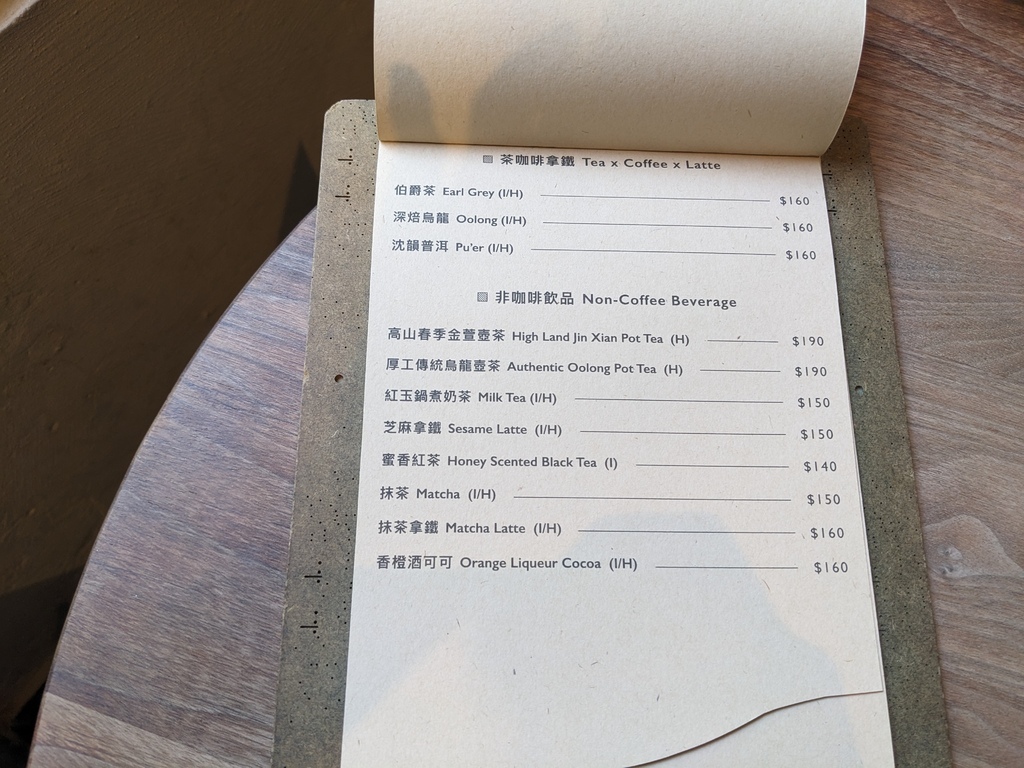 茶咖啡拿鐵 Tea x Coffee x Latte
伯爵茶 Earl Grey (I/H) $160
深焙烏龍 Oolong (I/H) $160
沈韻普洱 Pu'er (I/H) $160
非咖啡飲品 Non-Coffee Beverage
高山春季金萱壺茶 High Land Jin Xian Pot Tea (H) $190
厚工傳統烏龍壺茶 Authentic Oolong Pot Tea (H) $190
紅玉鍋煮奶茶 Milk Tea (I/H) $150
芝麻拿鐵 Sesame Latte (I/H) $150
蜜香紅茶 Honey Scented Black Tea (I) $140
抹茶 Matcha (I/H) $150
抹茶拿鐵 Matcha Latte (I/H) $160
香橙酒可可 Orange Liqueur Cocoa (I/H) $160